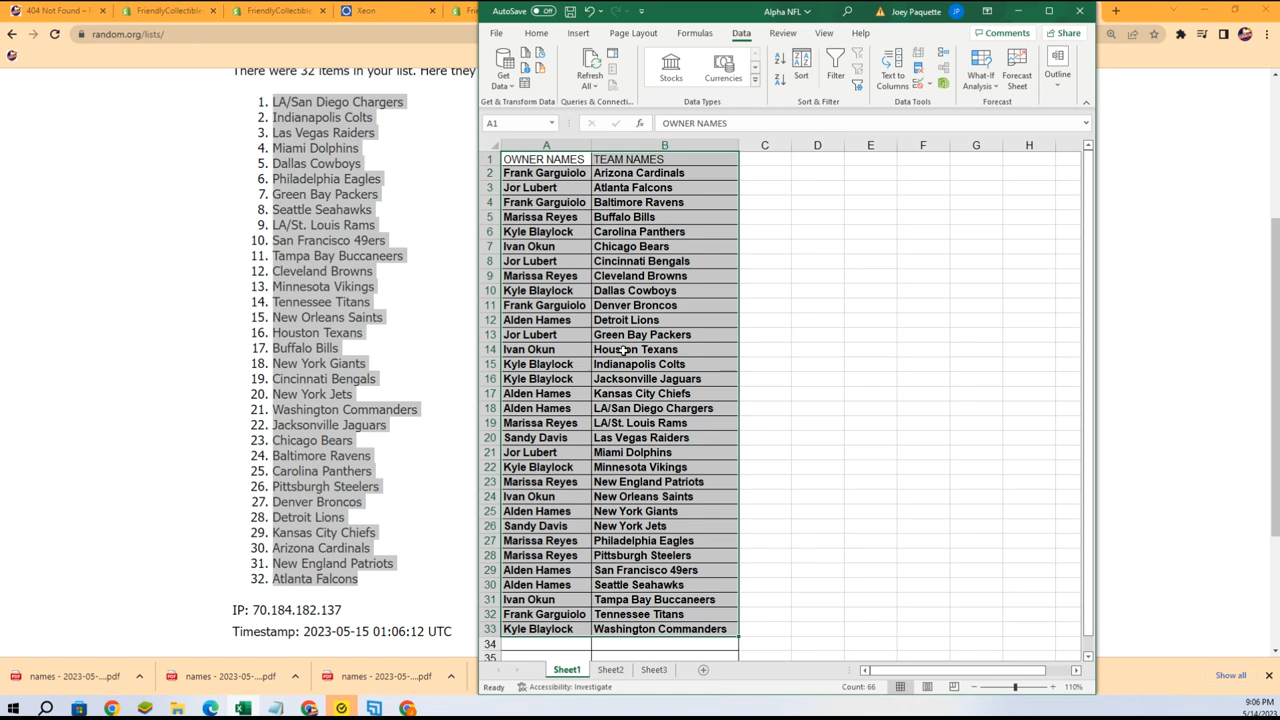 404 Not Found –
FriendlyCollectible
FriendlyCollectible
Xeon
Frien
random.org/lists/
There were 32 items in your list. Here they
1. LA/San Diego Chargers
2. Indianapolis Colts
3. Las Vegas Raiders
4. Miami Dolphins
5. Dallas Cowboys
6. Philadelphia Eagles
7. Green Bay Packers
8. Seattle Seahawks
9. LA/St. Louis Rams
10. San Francisco 49ers
11. Tampa Bay Buccaneers
12. Cleveland Browns
13. Minnesota Vikings
14. Tennessee Titans
15. New Orleans Saints
16. Houston Texans
17. Buffalo Bills
18. New York Giants
19. Cincinnati Bengals
20. New York Jets
21. Washington Commanders
22. Jacksonville Jaguars
23. Chicago Bears
24. Baltimore Ravens
25. Carolina Panthers
26. Pittsburgh Steelers
27. Denver Broncos
28. Detroit Lions
29. Kansas City Chiefs
30. Arizona Cardinals
31. New England Patriots
32. Atlanta Falcons
IP: 70.184.182.137
Timestamp: 2023-05-15 01:06:12 UTC
AutoSave Off Alpha NFL Joey Paquette JP
File Home Insert Page Layout Formulas Data Review View Help Comments Share
Get Data Refresh All Stocks Currencies Sort Filter Text to Columns What-If Analysis Forecast Sheet Outline
Get & Transform Data Queries & Connecti... Data Types Sort & Filter Data Tools Forecast
A1 fx OWNER NAMES
A B C D E F G H
1 OWNER NAMES TEAM NAMES
2 Frank Garguiolo Arizona Cardinals
3 Jor Lubert Atlanta Falcons
4 Frank Garguiolo Baltimore Ravens
5 Marissa Reyes Buffalo Bills
6 Kyle Blaylock Carolina Panthers
7 Ivan Okun Chicago Bears
8 Jor Lubert Cincinnati Bengals
9 Marissa Reyes Cleveland Browns
10 Kyle Blaylock Dallas Cowboys
11 Frank Garguiolo Denver Broncos
12 Alden Hames Detroit Lions
13 Jor Lubert Green Bay Packers
14 Ivan Okun Houston Texans
15 Kyle Blaylock Indianapolis Colts
16 Kyle Blaylock Jacksonville Jaguars
17 Alden Hames Kansas City Chiefs
18 Alden Hames LA/San Diego Chargers
19 Marissa Reyes LA/St. Louis Rams
20 Sandy Davis Las Vegas Raiders
21 Jor Lubert Miami Dolphins
22 Kyle Blaylock Minnesota Vikings
23 Marissa Reyes New England Patriots
24 Ivan Okun New Orleans Saints
25 Alden Hames New York Giants
26 Sandy Davis New York Jets
27 Marissa Reyes Philadelphia Eagles
28 Marissa Reyes Pittsburgh Steelers
29 Alden Hames San Francisco 49ers
30 Alden Hames Seattle Seahawks
31 Ivan Okun Tampa Bay Buccaneers
32 Frank Garguiolo Tennessee Titans
33 Kyle Blaylock Washington Commanders
34
35
Sheet1 Sheet2 Sheet3
Ready Accessibility: Investigate Count: 66 110%
names - 2023-05-....pdf
names - 2023-05-....pdf
names - 2023-05-....pdf
Show all
9:06 PM
5/14/2023